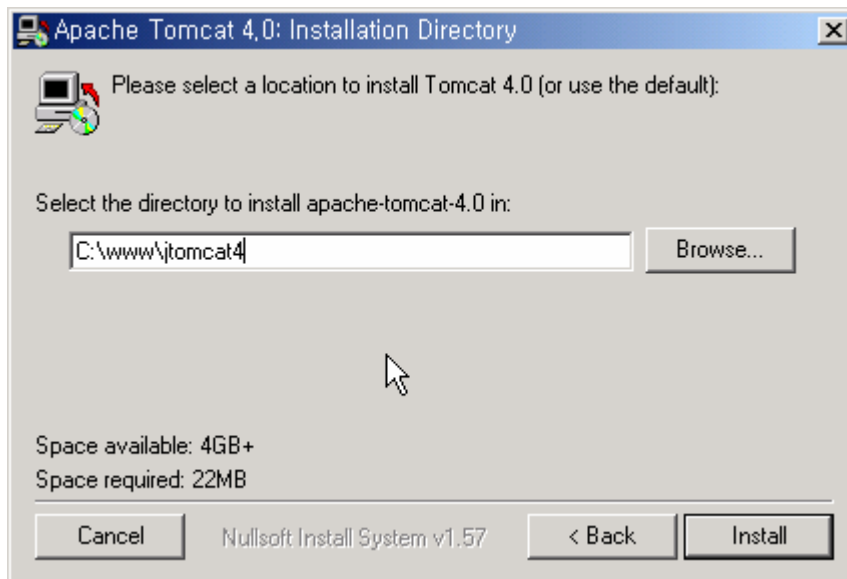 Apache Tomcat 4.0: Installation Directory
Please select a location to install Tomcat 4.0 (or use the default):
Select the directory to install apache-tomcat-4.0 in:
C:\www\jtomcat4
Browse...
Space available: 4GB+
Space required: 22MB
Cancel
Nullsoft Install System v1.57
< Back
Install